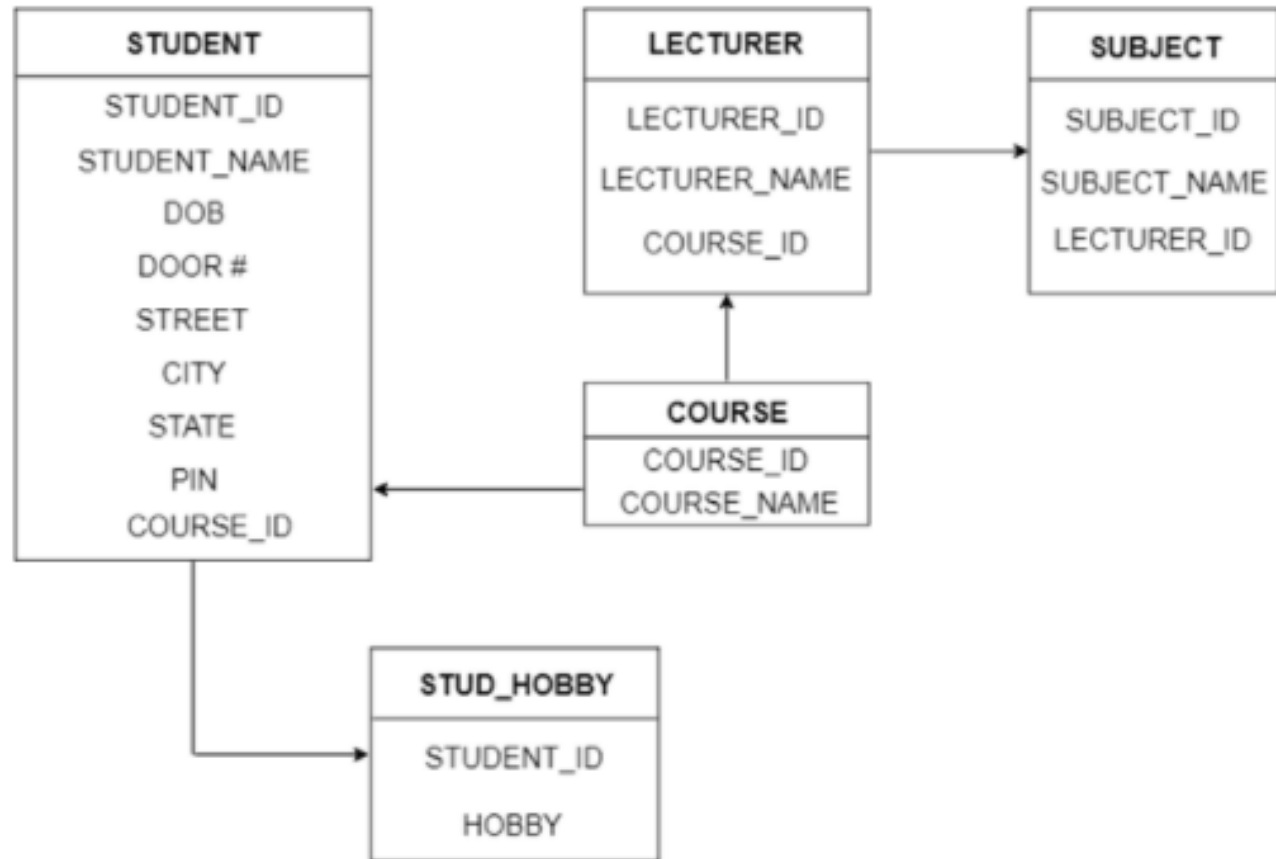 STUDENT
STUDENT_ID
STUDENT_NAME
DOB
DOOR #
STREET
CITY
STATE
PIN
COURSE_ID
LECTURER
LECTURER_ID
LECTURER_NAME
COURSE_ID
SUBJECT
SUBJECT_ID
SUBJECT_NAME
LECTURER_ID
COURSE
COURSE_ID
COURSE_NAME
STUD_HOBBY
STUDENT_ID
HOBBY